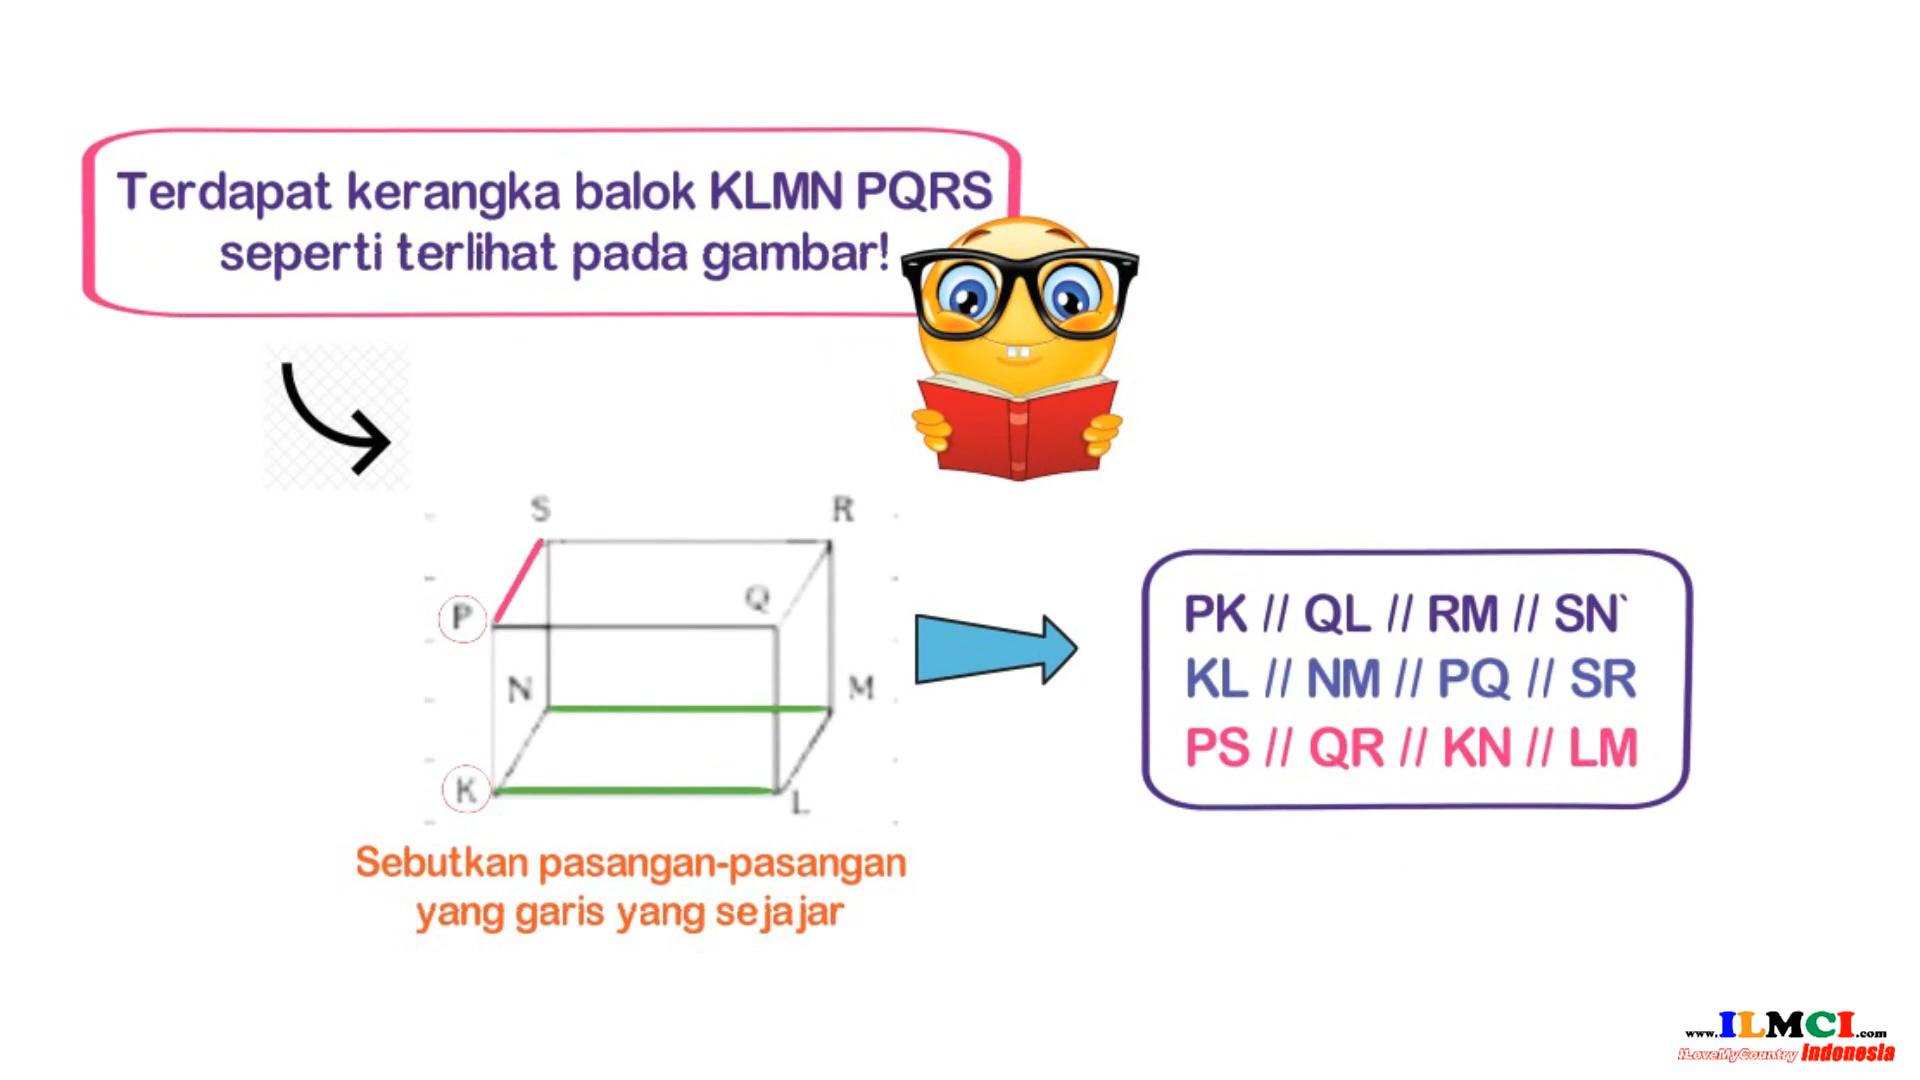 Terdapat kerangka balok KLMN PQRS
seperti terlihat pada gambar!
S
R
P
Q
N
M
K
L
PK // QL // RM // SN`
KL // NM // PQ // SR
PS // QR // KN // LM
Sebutkan pasangan-pasangan
yang garis yang sejajar
www.ILMCI.com
ILoveMyCountry Indonesia